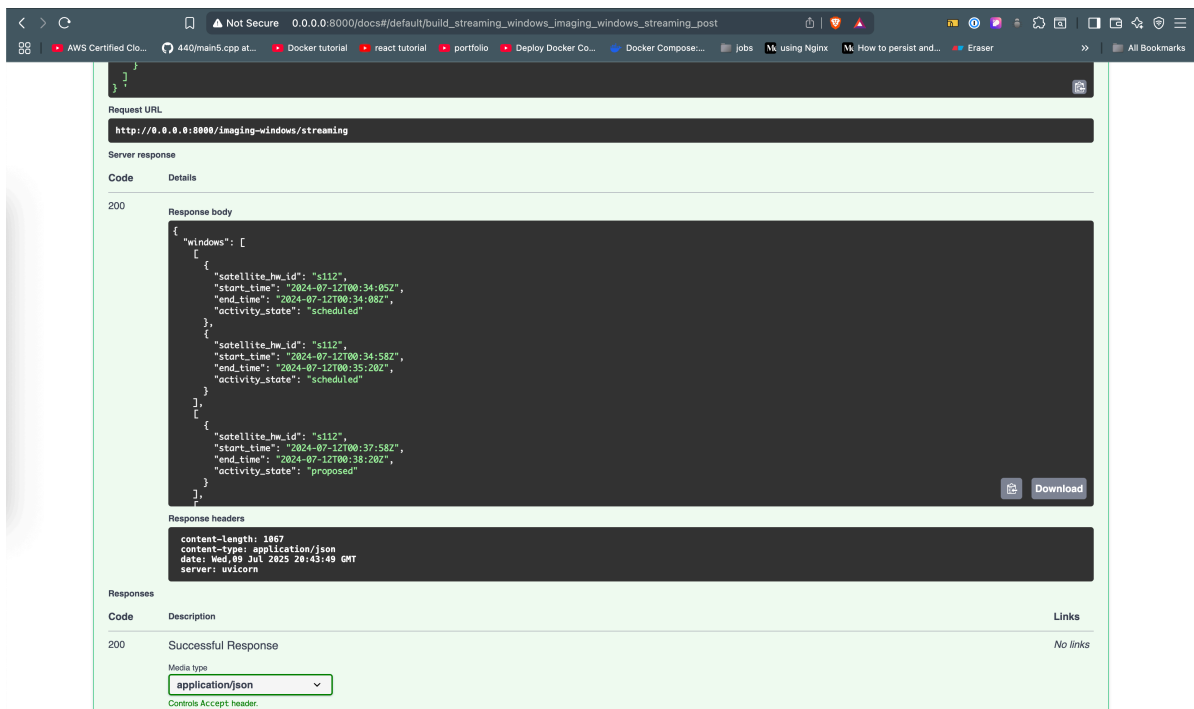 Not Secure 0.0.0.0:8000/docs#/default/build_streaming_windows_imaging_windows_streaming_post
AWS Certified Clo... 440/main5.cpp at... Docker tutorial react tutorial portfolio Deploy Docker Co... Docker Compose:... jobs using Nginx How to persist and... Eraser » All Bookmarks
}
]
} '
Request URL
http://0.0.0.0:8000/imaging-windows/streaming
Server response
Code Details
200
Response body
{
"windows": [
[
{
"satellite_hw_id": "s112",
"start_time": "2024-07-12T00:34:05Z",
"end_time": "2024-07-12T00:34:08Z",
"activity_state": "scheduled"
},
{
"satellite_hw_id": "s112",
"start_time": "2024-07-12T00:34:58Z",
"end_time": "2024-07-12T00:35:20Z",
"activity_state": "scheduled"
}
],
[
{
"satellite_hw_id": "s112",
"start_time": "2024-07-12T00:37:58Z",
"end_time": "2024-07-12T00:38:20Z",
"activity_state": "proposed"
}
],
[
Download
Response headers
content-length: 1067
content-type: application/json
date: Wed,09 Jul 2025 20:43:49 GMT
server: uvicorn
Responses
Code Description Links
200 Successful Response No links
Media type
application/json
Controls Accept header.